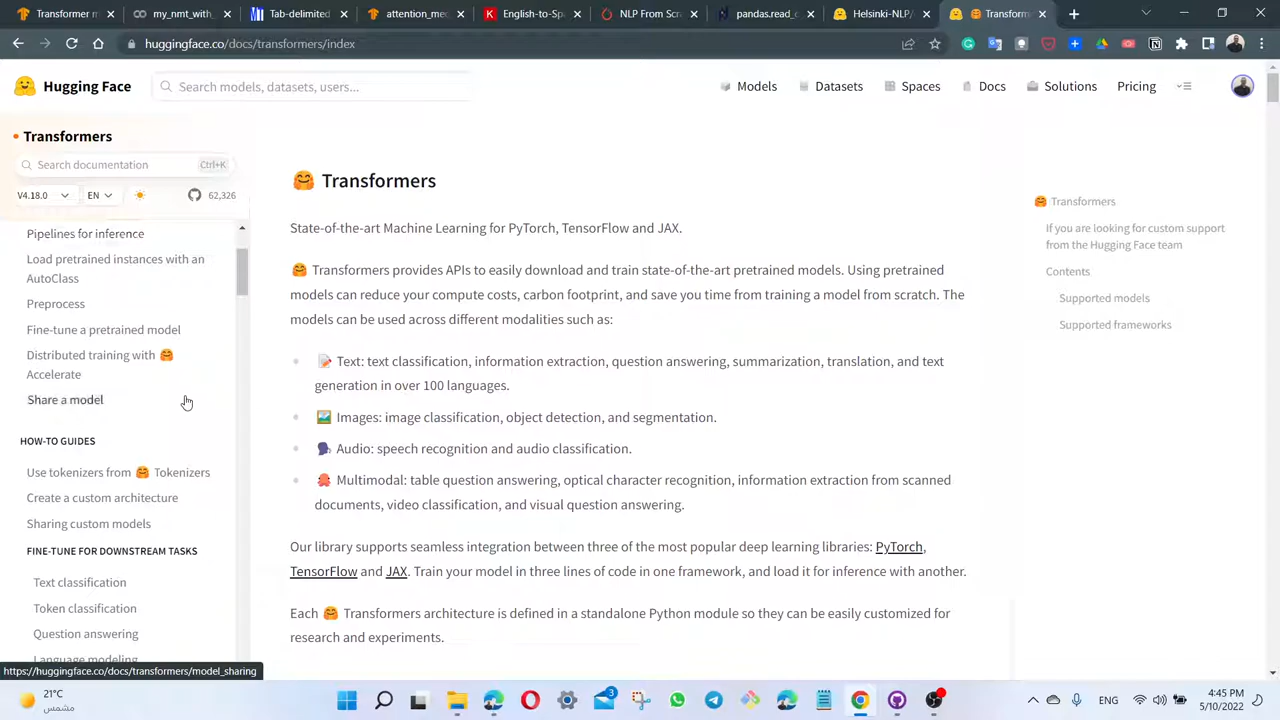 attention_mec
my_nmt_with_
Tab-delimited
attention_mec
English-to-Sp
NLP From Scr
pandas.read_c
Helsinki-NLP/
Transform
huggingface.co/docs/transformers/index
Hugging Face
Search models, datasets, users...
Models
Datasets
Spaces
Docs
Solutions
Pricing
Transformers
Search documentation
Ctrl+K
V4.18.0
EN
62,326
Pipelines for inference
Load pretrained instances with an
AutoClass
Preprocess
Fine-tune a pretrained model
Distributed training with 🤗
Accelerate
Share a model
HOW-TO GUIDES
Use tokenizers from 🤗 Tokenizers
Create a custom architecture
Sharing custom models
FINE-TUNE FOR DOWNSTREAM TASKS
Text classification
Token classification
Question answering
Language modeling
https://huggingface.co/docs/transformers/model_sharing
🤗 Transformers
State-of-the-art Machine Learning for PyTorch, TensorFlow and JAX.
🤗 Transformers provides APIs to easily download and train state-of-the-art pretrained models. Using pretrained
models can reduce your compute costs, carbon footprint, and save you time from training a model from scratch. The
models can be used across different modalities such as:
📝 Text: text classification, information extraction, question answering, summarization, translation, and text
generation in over 100 languages.
🖼️ Images: image classification, object detection, and segmentation.
🗣️ Audio: speech recognition and audio classification.
🐙 Multimodal: table question answering, optical character recognition, information extraction from scanned
documents, video classification, and visual question answering.
Our library supports seamless integration between three of the most popular deep learning libraries: PyTorch,
TensorFlow and JAX. Train your model in three lines of code in one framework, and load it for inference with another.
Each 🤗 Transformers architecture is defined in a standalone Python module so they can be easily customized for
research and experiments.
🤗 Transformers
If you are looking for custom support
from the Hugging Face team
Contents
Supported models
Supported frameworks
21°C
مشمس
3
ENG
4:45 PM
5/10/2022